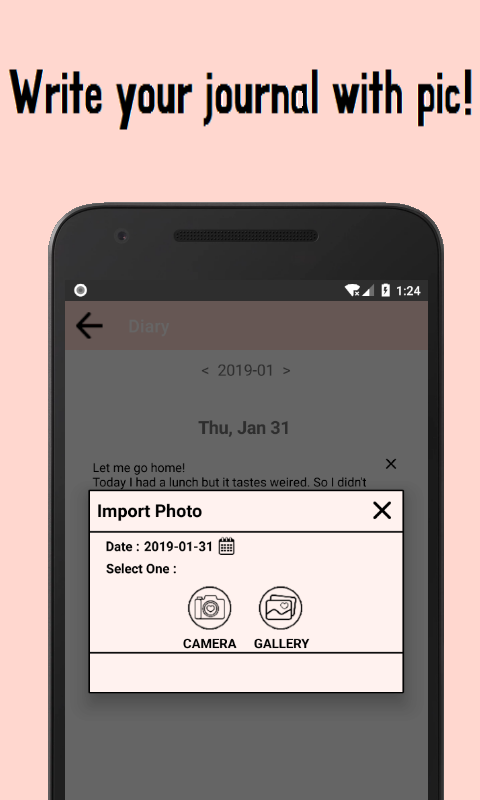 Write your journal with pic!
1:24
Diary
< 2019-01 >
Thu, Jan 31
Let me go home!
Today I had a lunch but it tastes weired. So I didn't
Import Photo
Date : 2019-01-31
Select One :
CAMERA GALLERY